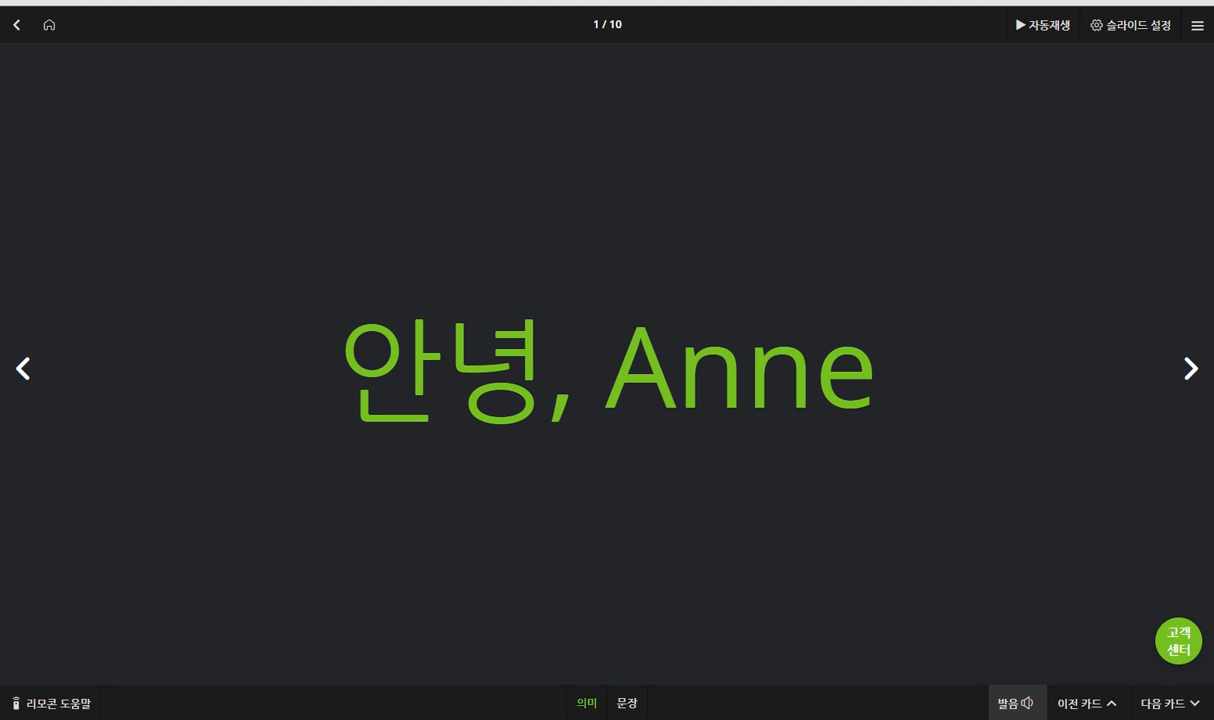 1 / 10
자동재생
슬라이드 설정
안녕, Anne
고객
센터
리모콘 도움말
의미
문장
발음
이전 카드
다음 카드